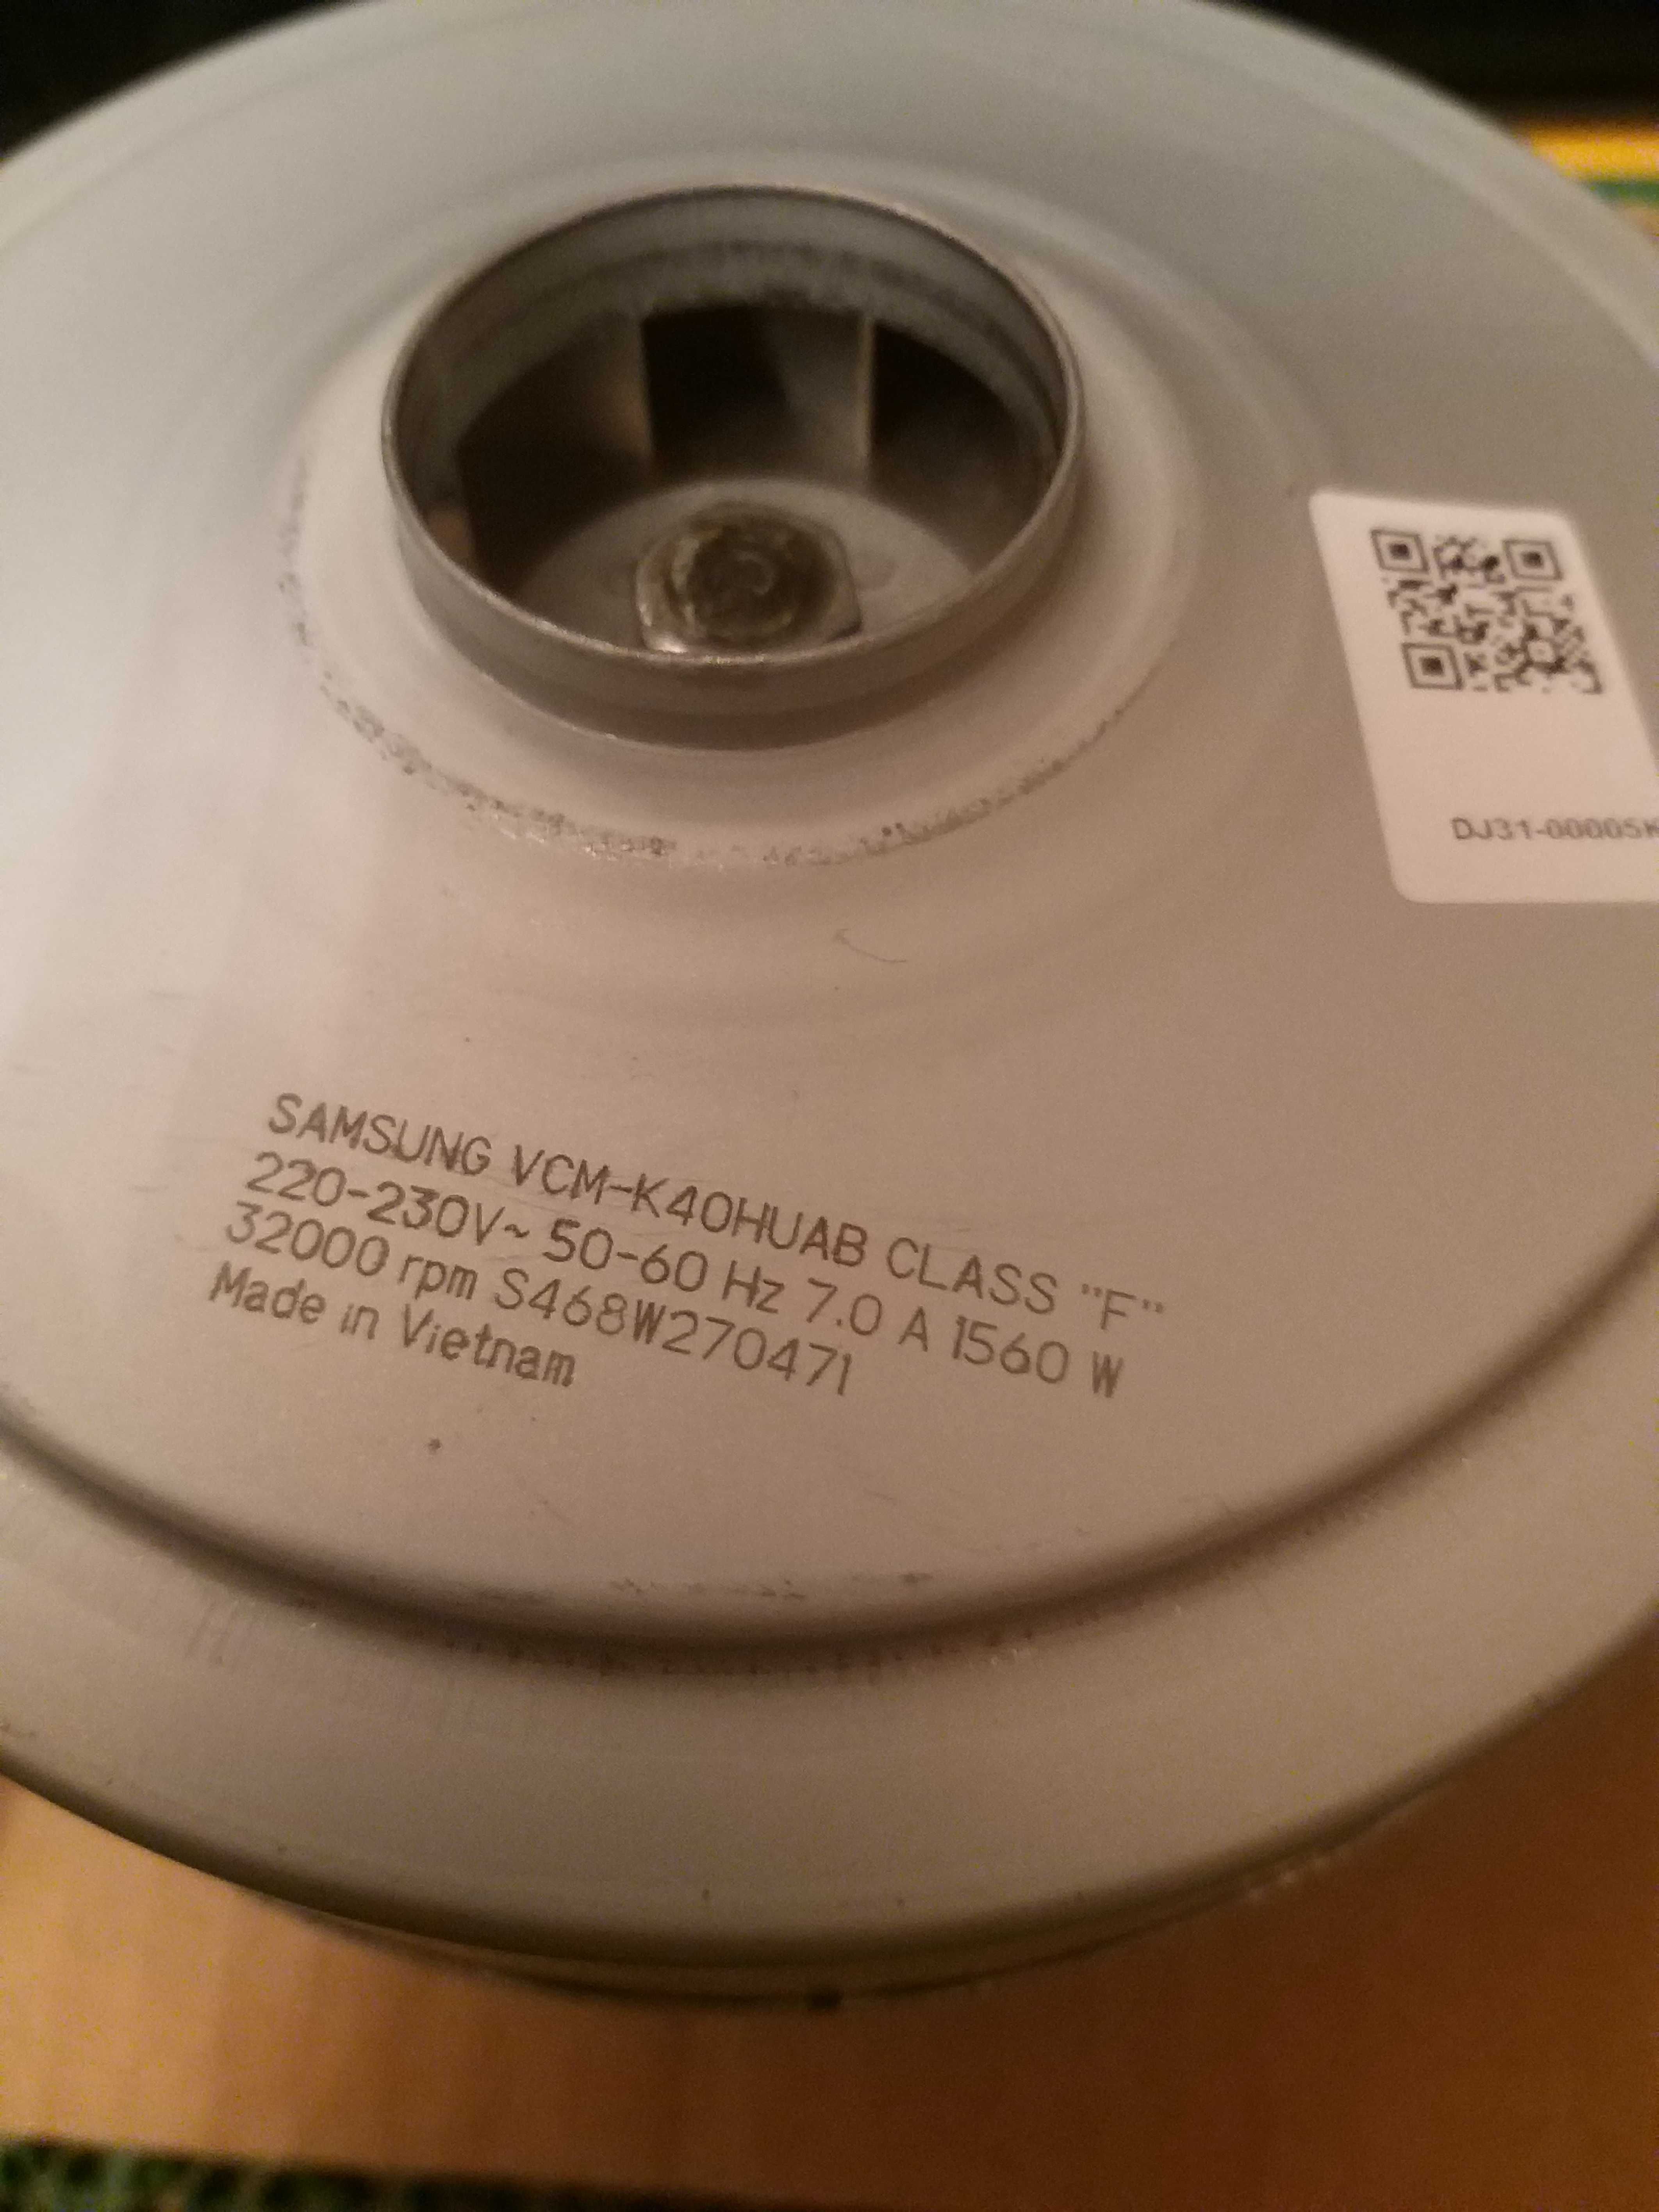 DJ31-00005K
SAMSUNG VCM-K40HUAB CLASS "F"
220-230V~ 50-60 Hz 7.0 A 1560 W
32000 rpm S468W270471
Made in Vietnam